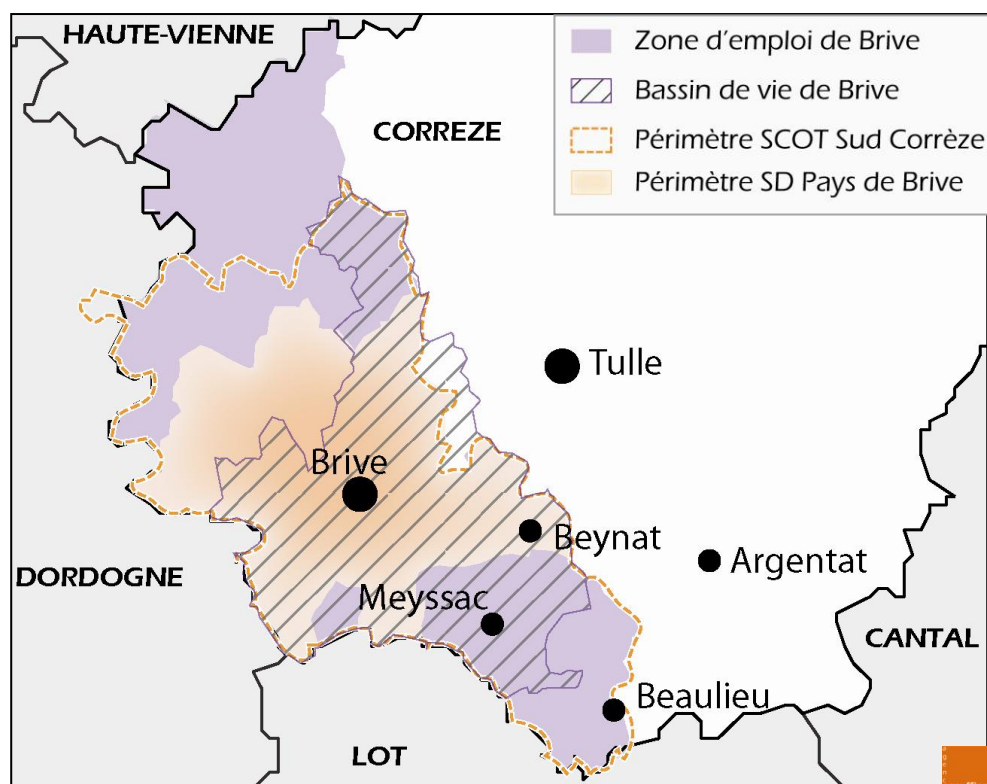 HAUTE-VIENNE
Zone d'emploi de Brive
Bassin de vie de Brive
CORREZE
Périmètre SCOT Sud Corrèze
Périmètre SD Pays de Brive
Tulle
Brive
Beynat
Argentat
DORDOGNE
Meyssac
CANTAL
Beaulieu
LOT